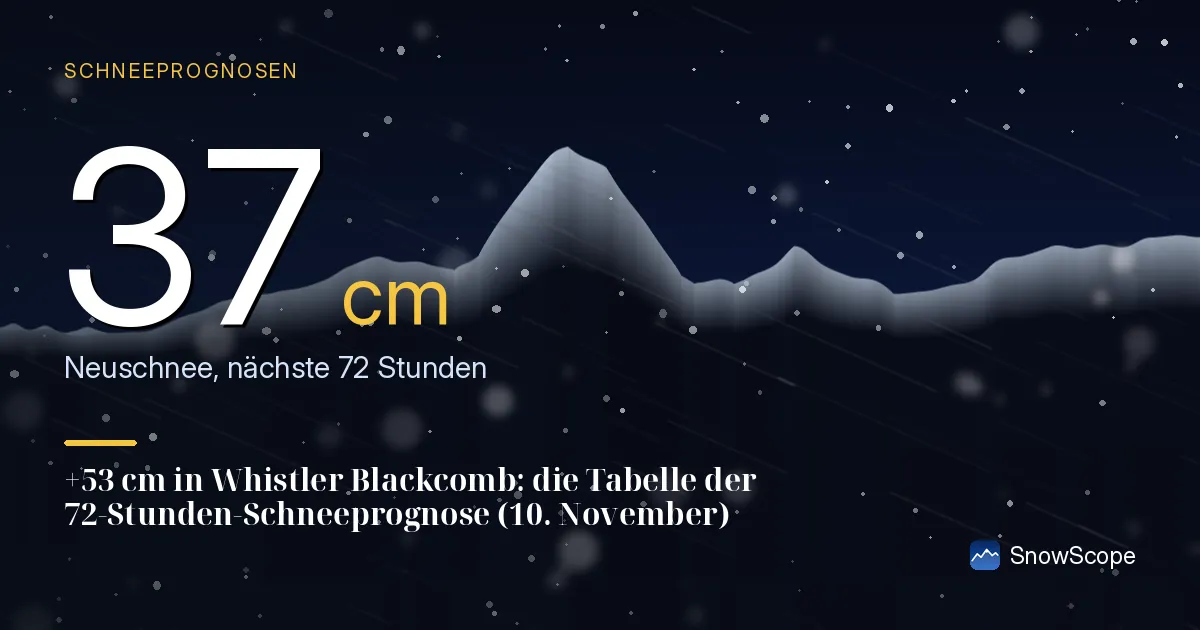 SCHNEEPROGNOSEN
37 cm
Neuschnee, nächste 72 Stunden
+53 cm in Whistler Blackcomb: die Tabelle der
72-Stunden-Schneeprognose (10. November)
SnowScope